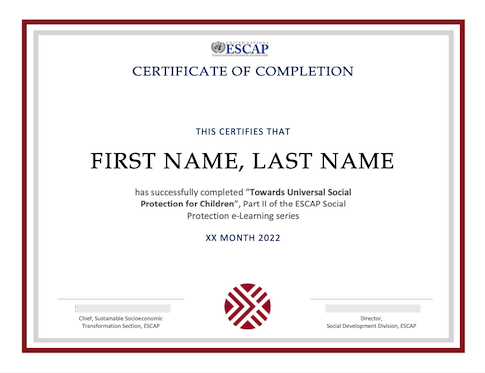 UNITED NATIONS
ESCAP
CERTIFICATE OF COMPLETION
THIS CERTIFIES THAT
FIRST NAME, LAST NAME
has successfully completed “Towards Universal Social
Protection for Children”, Part II of the ESCAP Social
Protection e-Learning series
XX MONTH 2022
Chief, Sustainable Socioeconomic
Transformation Section, ESCAP
Director,
Social Development Division, ESCAP